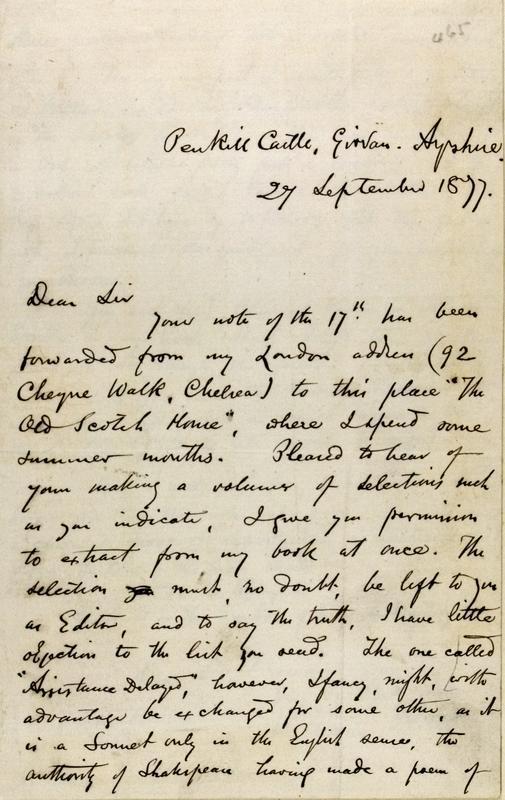 465
Penkill Castle, Girvan. Ayrshire.
27 September 1877.
Dear Sir
Your note of the 17th. has been
forwarded from my London address (92
Cheyne Walk, Chelsea) to this place "The
Old Scotch Home", where I spend some
summer months. Pleased to hear of
your making a volume of selections such
as you indicate, I give you permission
to extract from my book at once. The
selection must, no doubt, be left to you
as Editor, and to say the truth, I have little
objection to the list you send. The one called
"Assistance Delayed," however, I fancy, might, with
advantage be exchanged for some other, as it
is a Sonnet only in the English sense, the
authority of Shakspeare having made a poem of